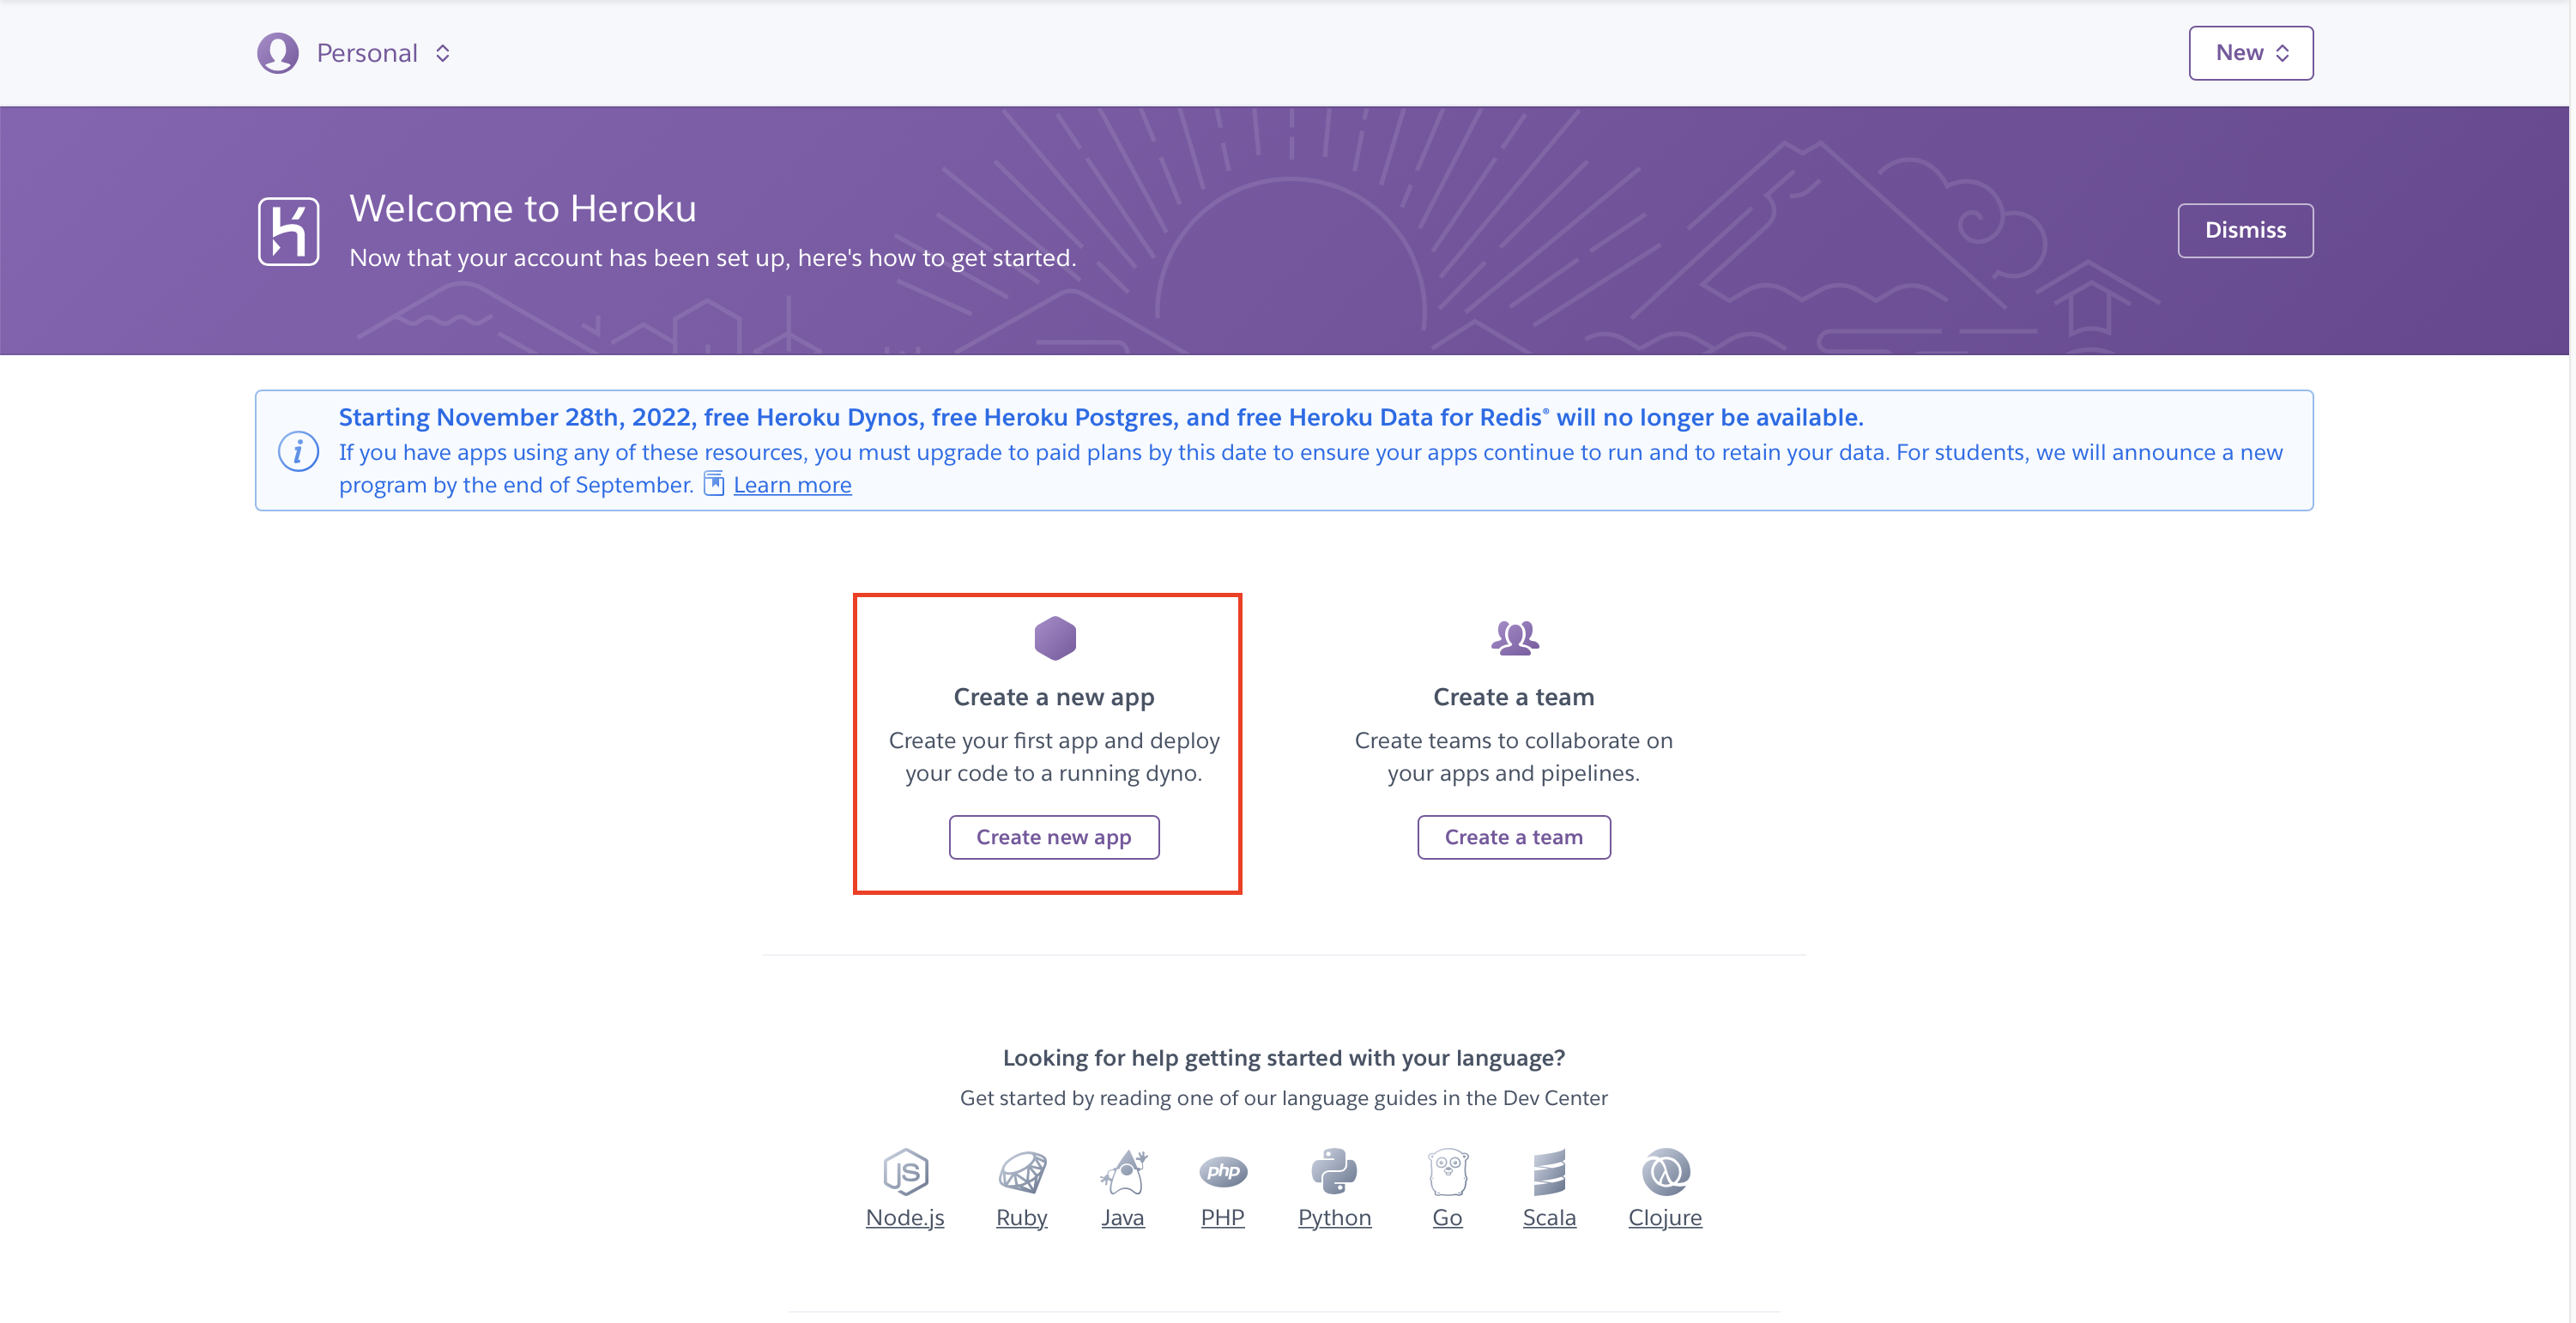 Personal
New
Welcome to Heroku
Now that your account has been set up, here's how to get started.
Dismiss
Starting November 28th, 2022, free Heroku Dynos, free Heroku Postgres, and free Heroku Data for Redis® will no longer be available.
If you have apps using any of these resources, you must upgrade to paid plans by this date to ensure your apps continue to run and to retain your data. For students, we will announce a new
program by the end of September. Learn more
Create a new app
Create your first app and deploy
your code to a running dyno.
Create new app
Create a team
Create teams to collaborate on
your apps and pipelines.
Create a team
Looking for help getting started with your language?
Get started by reading one of our language guides in the Dev Center
JS
php
Node.js Ruby Java PHP Python Go Scala Clojure